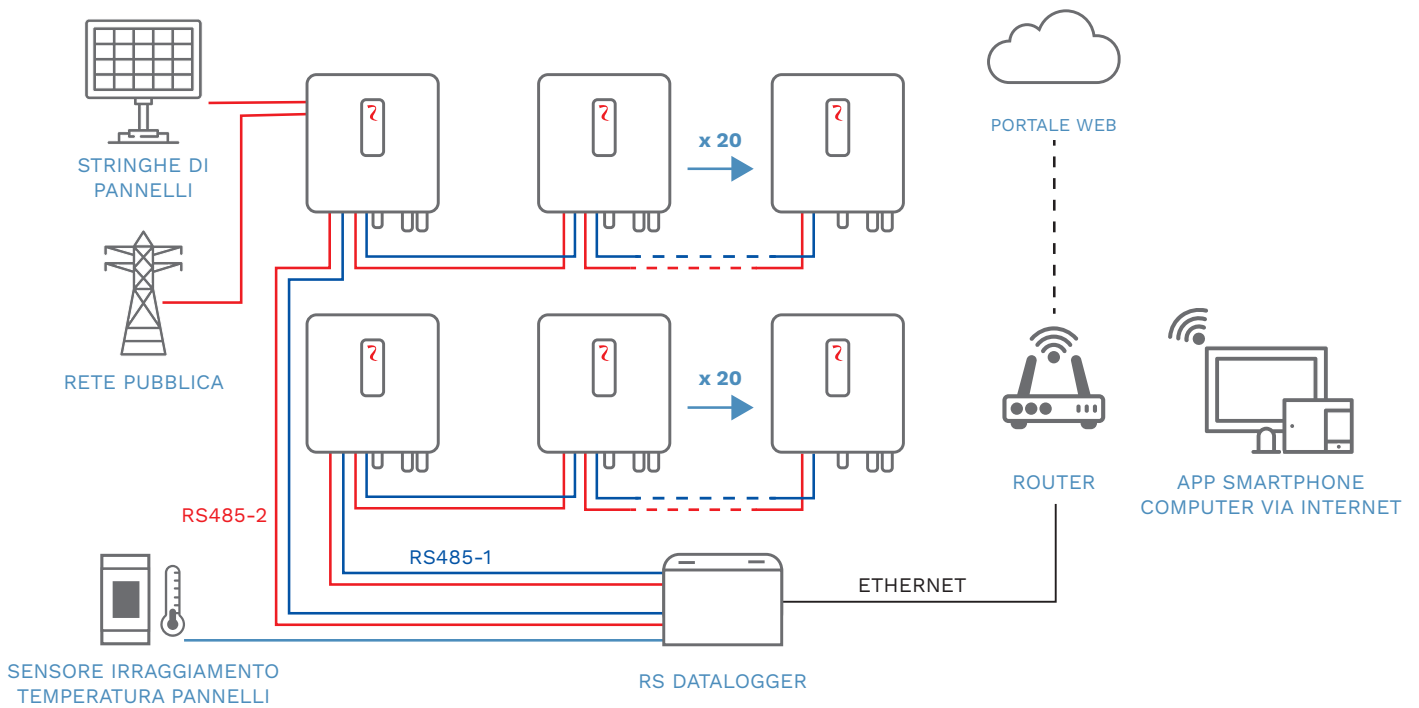 STRINGHE DI
PANNELLI
x 20
PORTALE WEB
RETE PUBBLICA
x 20
ROUTER
APP SMARTPHONE
COMPUTER VIA INTERNET
RS485-2
RS485-1
ETHERNET
SENSORE IRRAGGIAMENTO
TEMPERATURA PANNELLI
RS DATALOGGER